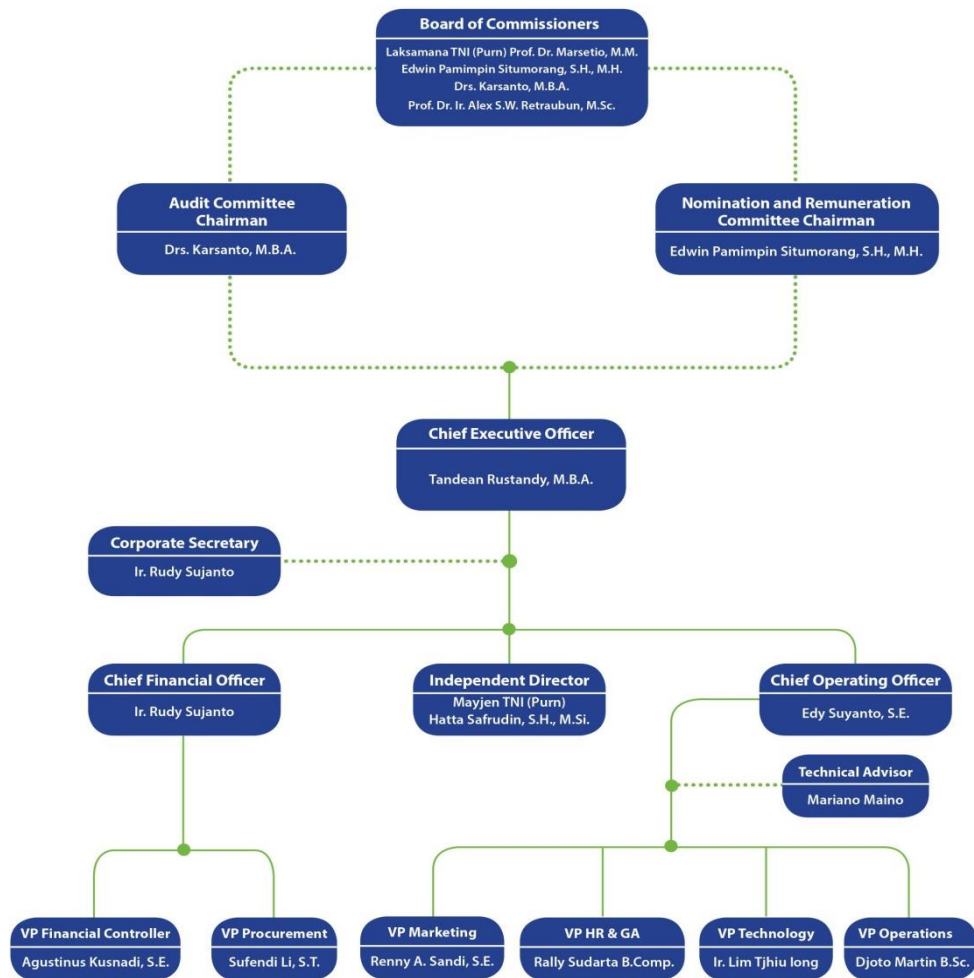 Board of Commissioners
Laksamana TNI (Purn) Prof. Dr. Marsetio, M.M.
Edwin Pamimpin Situmorang, S.H., M.H.
Drs. Karsanto, M.B.A.
Prof. Dr. Ir. Alex S.W. Retraubun, M.Sc.
Audit Committee
Chairman
Drs. Karsanto, M.B.A.
Nomination and Remuneration
Committee Chairman
Edwin Pamimpin Situmorang, S.H., M.H.
Chief Executive Officer
Tandean Rustandy, M.B.A.
Corporate Secretary
Ir. Rudy Sujanto
Chief Financial Officer
Ir. Rudy Sujanto
Independent Director
Mayjen TNI (Purn)
Hatta Safrudin, S.H., M.Si.
Chief Operating Officer
Edy Suyanto, S.E.
Technical Advisor
Mariano Maino
VP Financial Controller
Agustinus Kusnadi, S.E.
VP Procurement
Sufendi Li, S.T.
VP Marketing
Renny A. Sandi, S.E.
VP HR & GA
Rally Sudarta B.Comp.
VP Technology
Ir. Lim Tjhiu Iong
VP Operations
Djoto Martin B.Sc.